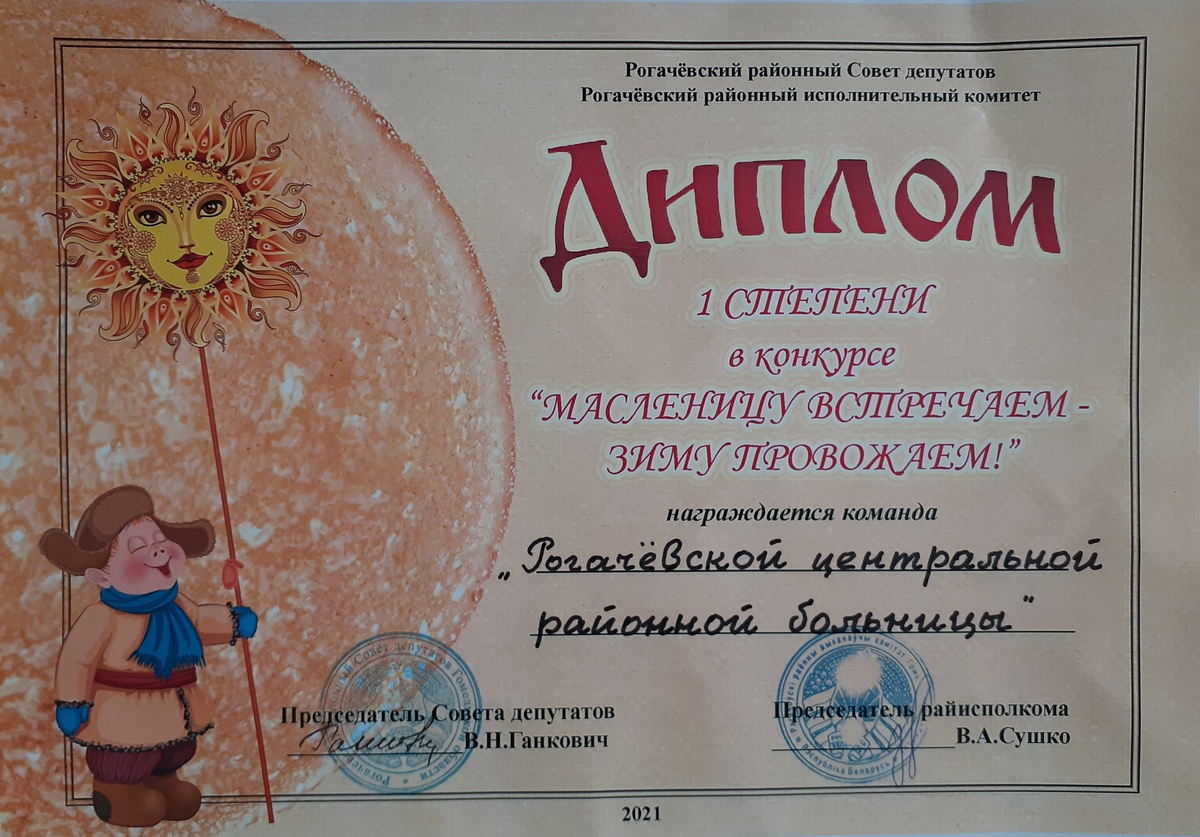 Рогачёвский районный Совет депутатов
Рогачёвский районный исполнительный комитет
Диплом
1 СТЕПЕНИ
в конкурсе
“МАСЛЕНИЦУ ВСТРЕЧАЕМ -
ЗИМУ ПРОВОЖАЕМ!”
награждается команда
„Рогачёвской центральной
районной больницы"
Председатель Совета депутатов
В.Н.Ганкович
Председатель райисполкома
В.А.Сушко
2021